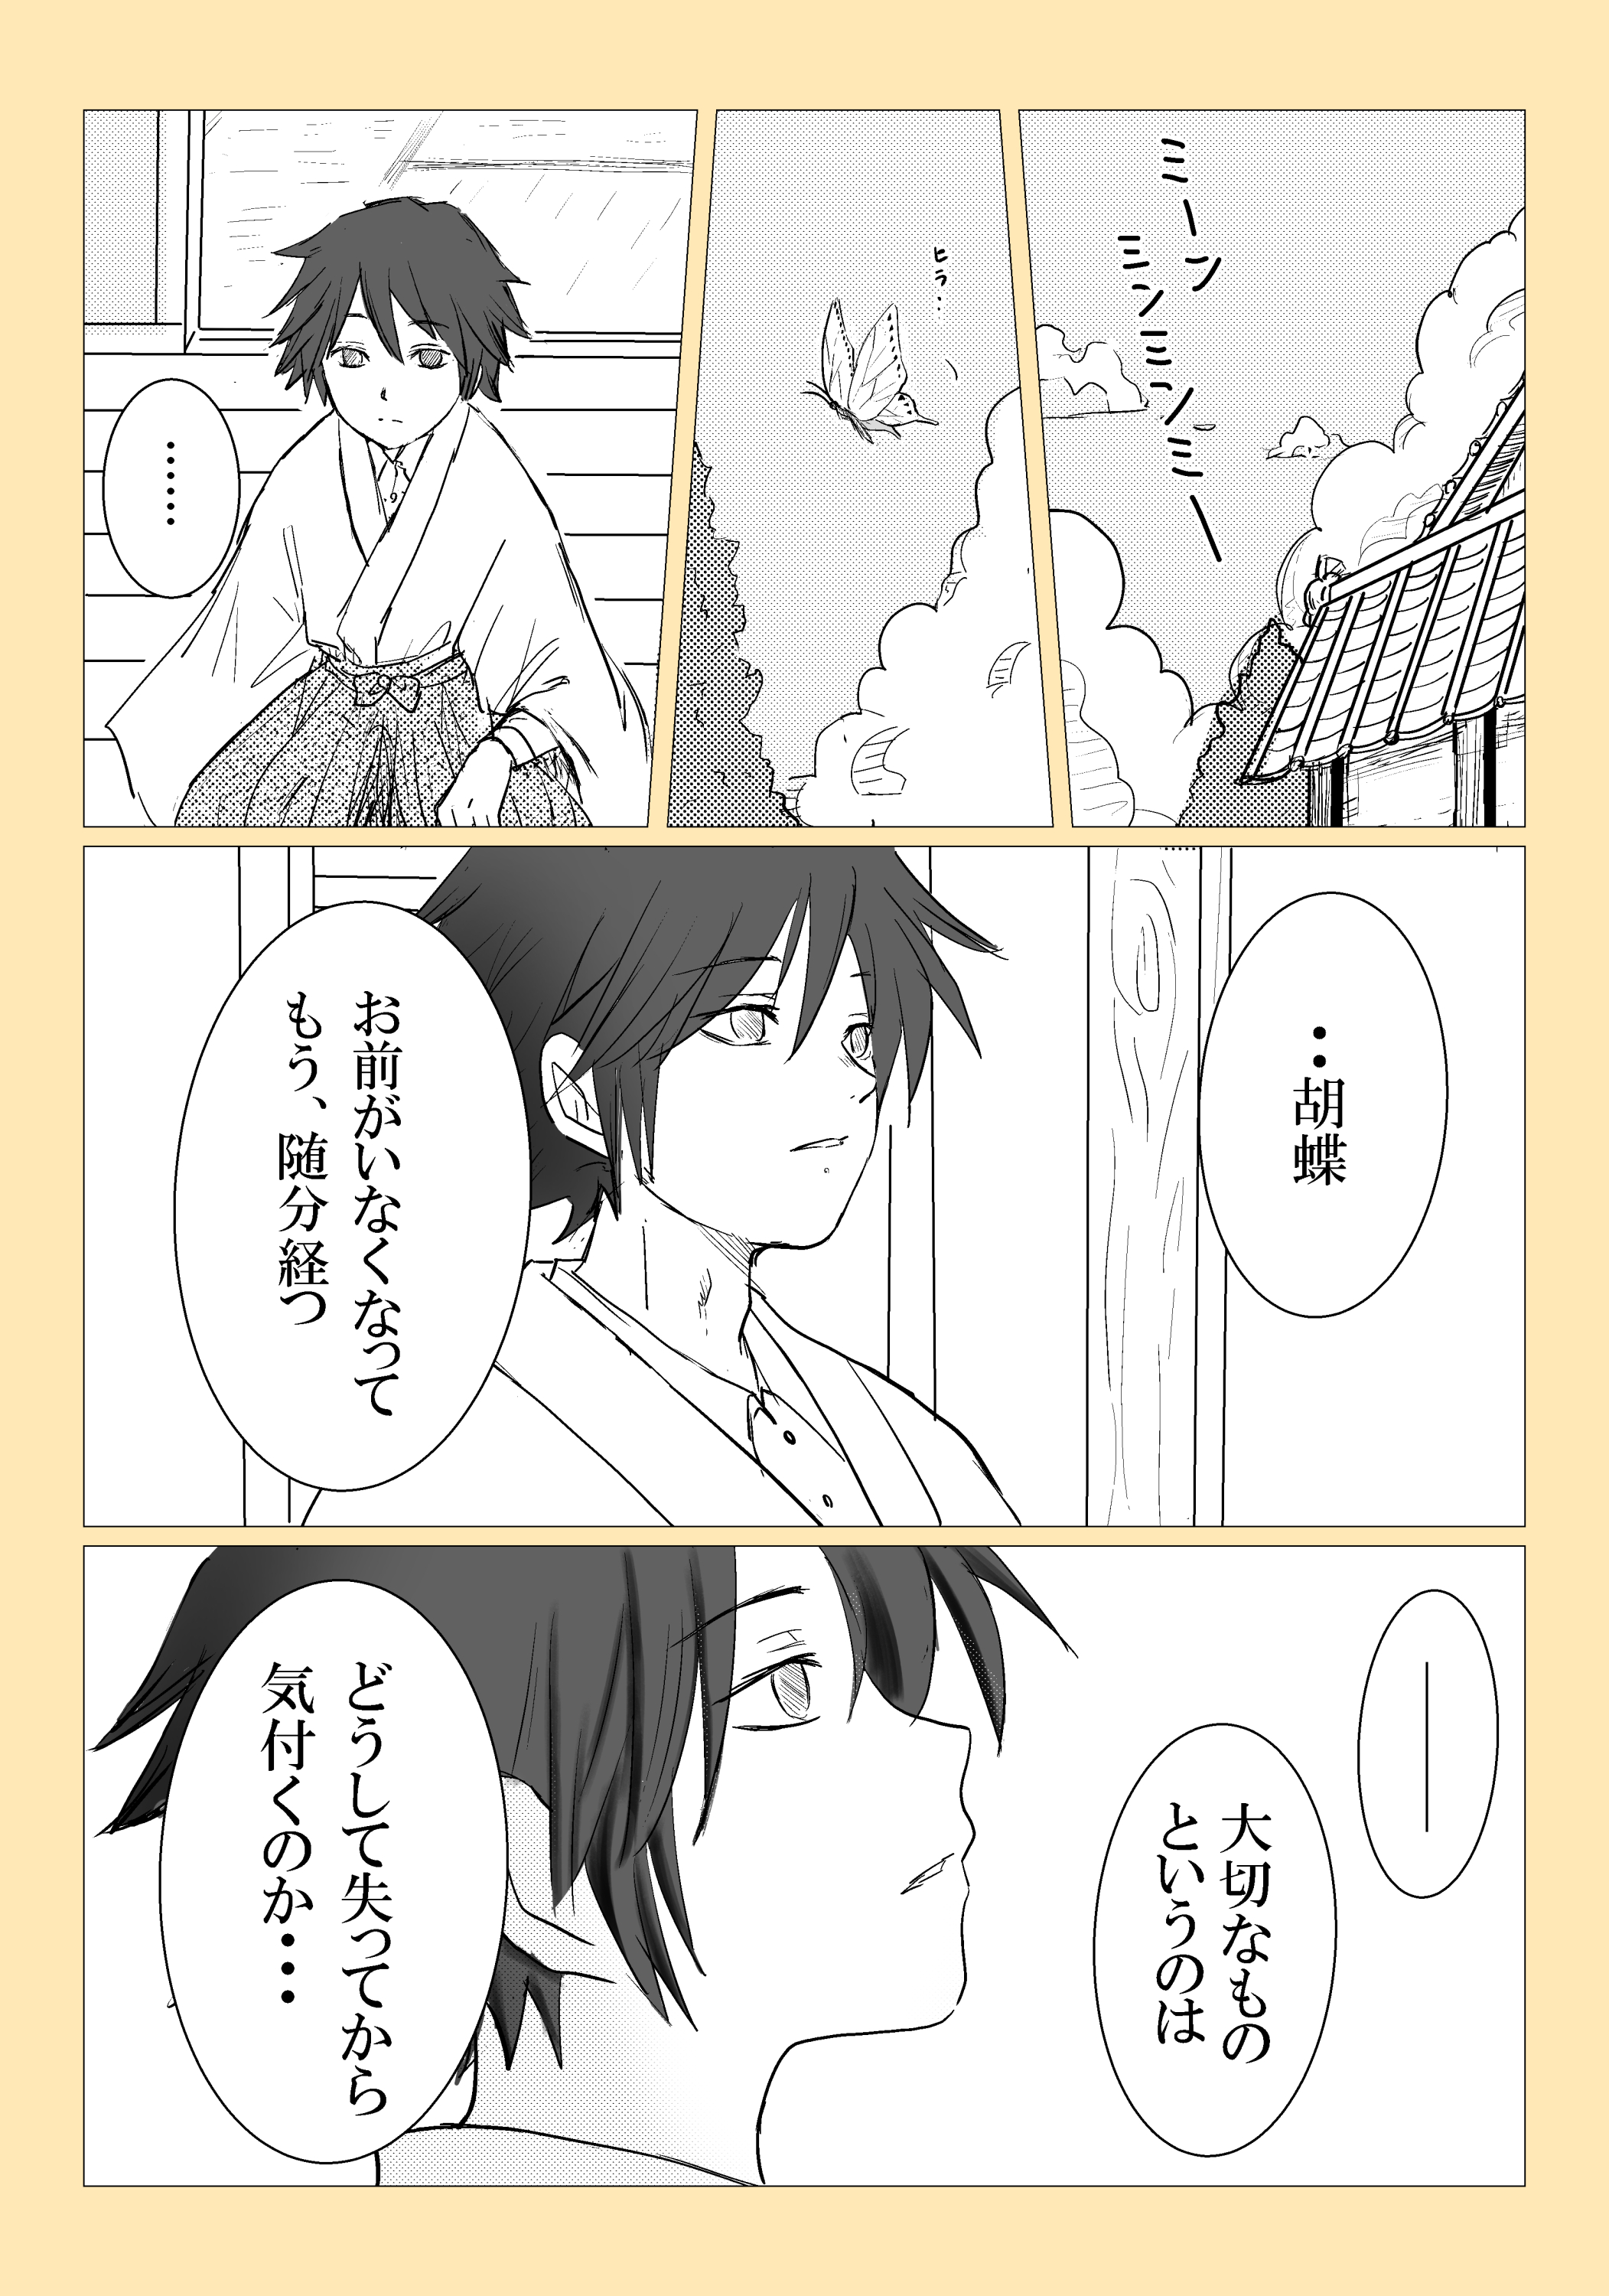 ミーン
ミンミンミー
ヒラ・・
・・・・・・
・・胡蝶
お前がいなくなって
もう、随分経つ
──
大切なもの
というのは
どうして失ってから
気付くのか・・・